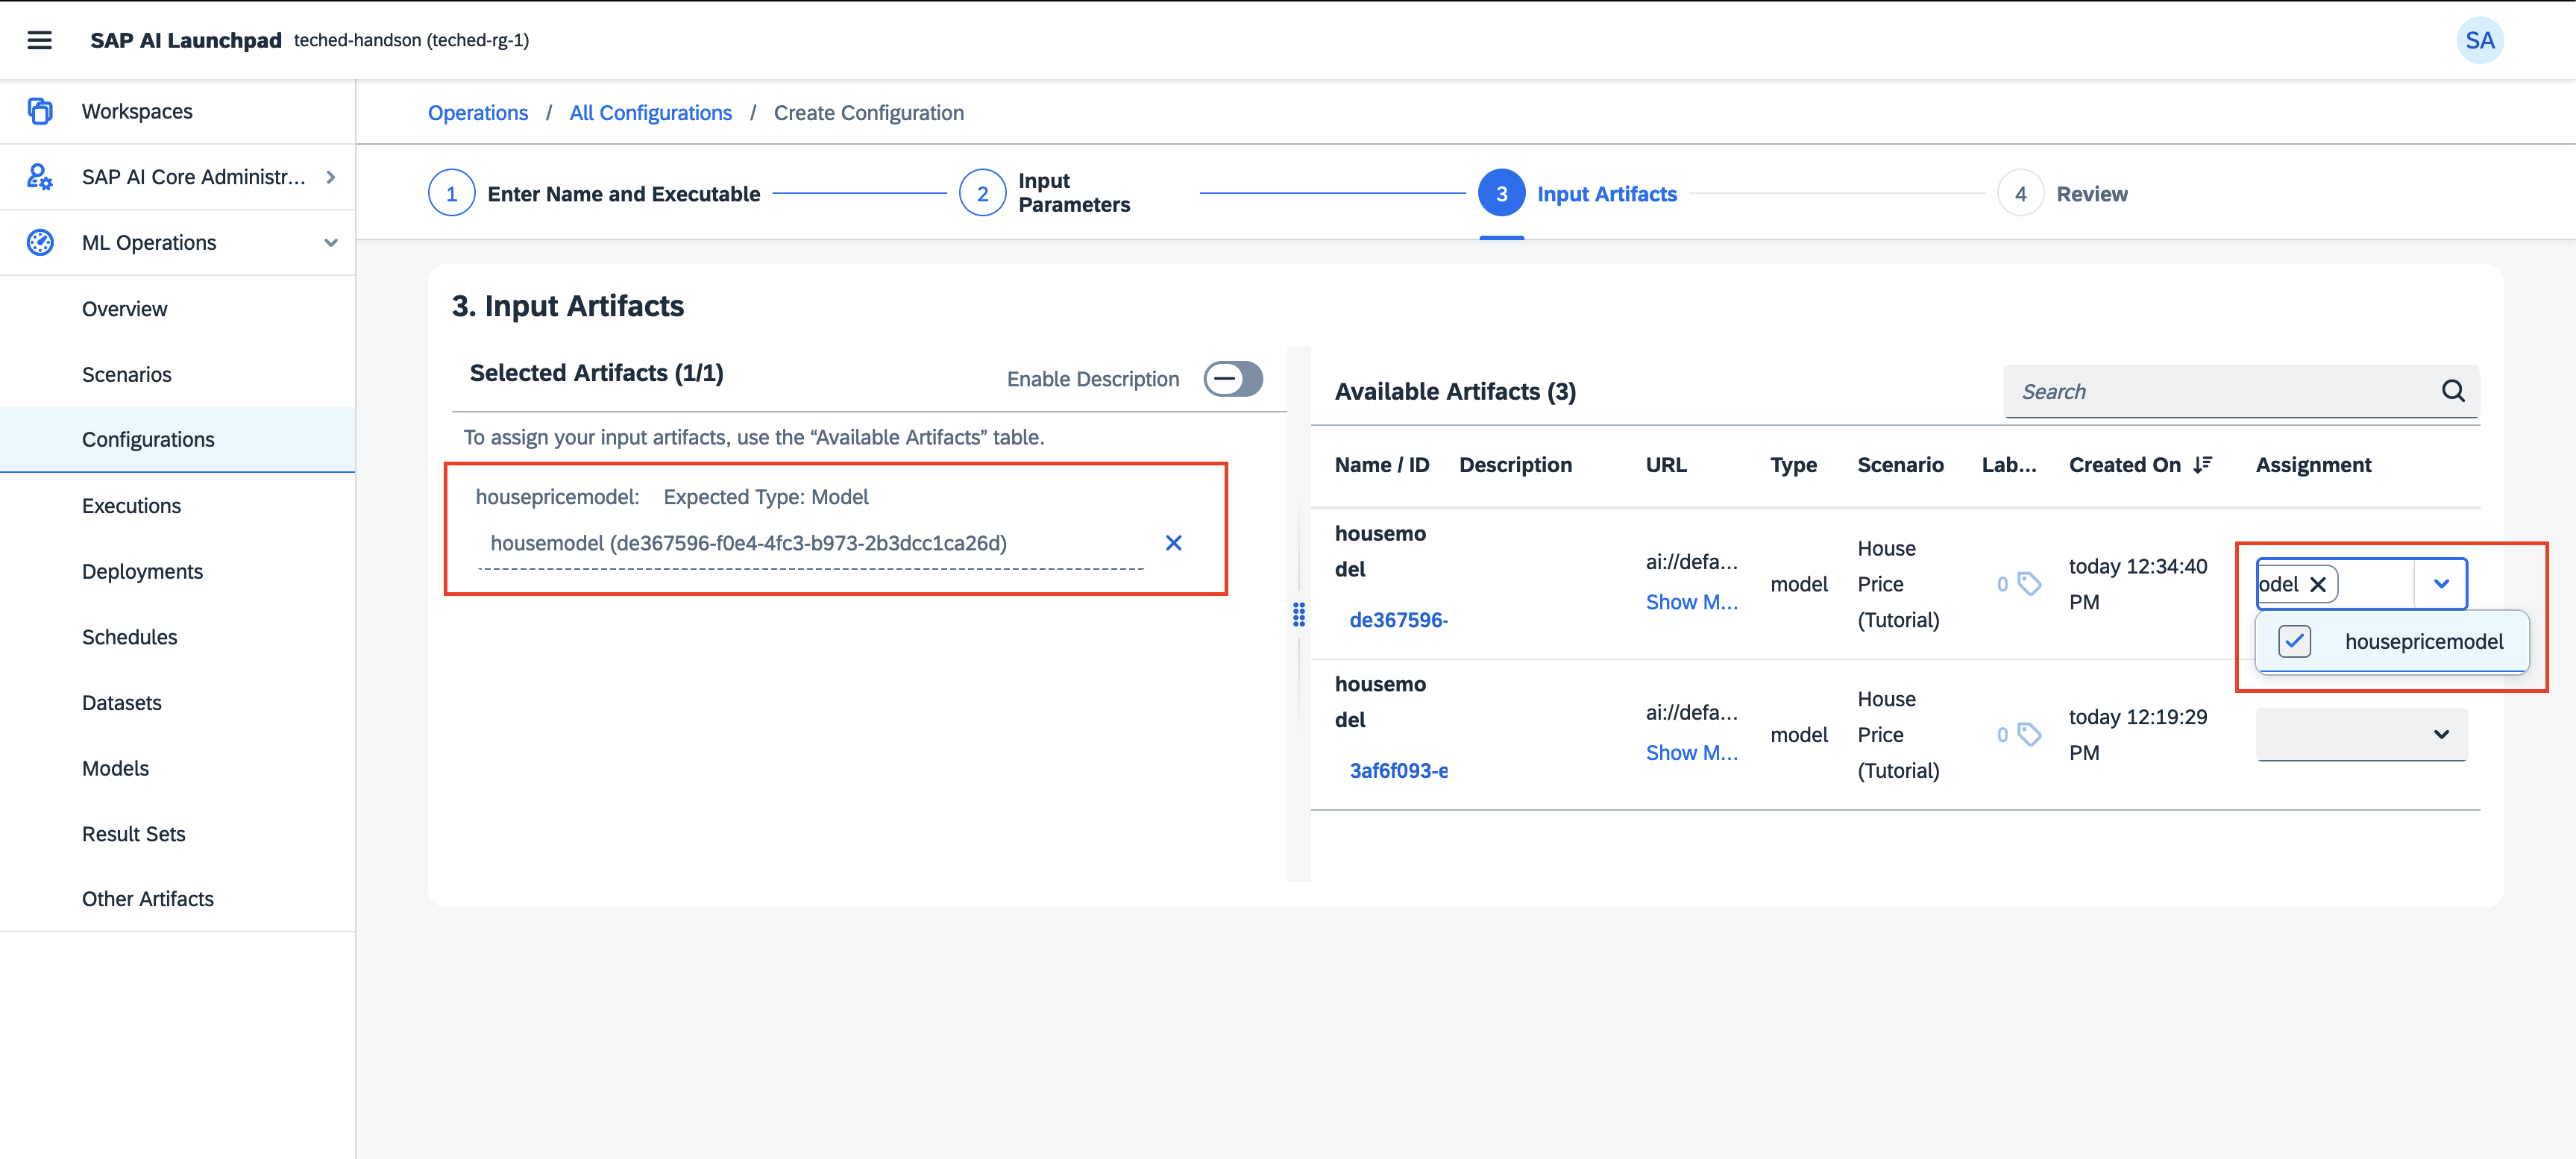 SAP AI Launchpad teched-handson (teched-rg-1)
SA
Workspaces
SAP AI Core Administr...
ML Operations
Overview
Scenarios
Configurations
Executions
Deployments
Schedules
Datasets
Models
Result Sets
Other Artifacts
Operations / All Configurations / Create Configuration
1 Enter Name and Executable
2 Input
Parameters
3 Input Artifacts
4 Review
3. Input Artifacts
Selected Artifacts (1/1)
Enable Description
To assign your input artifacts, use the “Available Artifacts” table.
housepricemodel: Expected Type: Model
housemodel (de367596-f0e4-4fc3-b973-2b3dcc1ca26d)
Available Artifacts (3)
Search
Name / ID Description URL Type Scenario Lab... Created On Assignment
housemo
del
de367596-
ai://defa...
Show M...
model
House
Price
(Tutorial)
0
today 12:34:40
PM
odel
housepricemodel
housemo
del
3af6f093-e
ai://defa...
Show M...
model
House
Price
(Tutorial)
0
today 12:19:29
PM